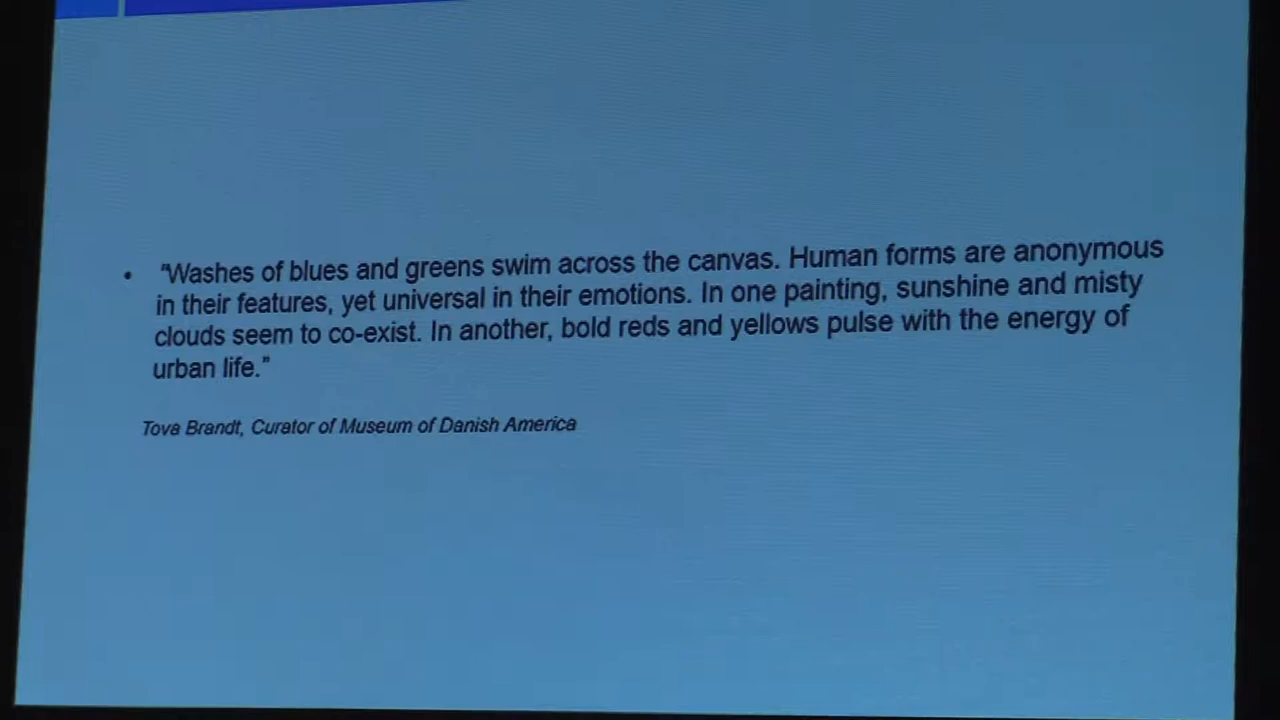 • "Washes of blues and greens swim across the canvas. Human forms are anonymous
in their features, yet universal in their emotions. In one painting, sunshine and misty
clouds seem to co-exist. In another, bold reds and yellows pulse with the energy of
urban life."
Tova Brandt, Curator of Museum of Danish America